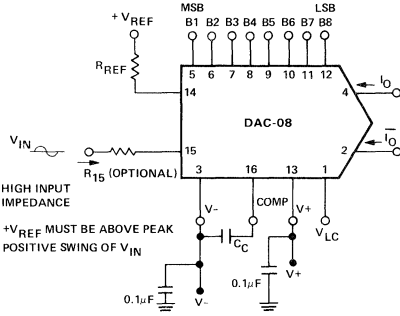 MSB LSB
+VREF B1 B2 B3 B4 B5 B6 B7 B8
RREF
5 6 7 8 9 10 11 12
14 4 IO
DAC-08
VIN 15 2 I̅O̅
R15 (OPTIONAL) 3 16 13 1
HIGH INPUT
IMPEDANCE
V- COMP V+
CC VLC
+VREF MUST BE ABOVE PEAK
POSITIVE SWING OF VIN
0.1μF V- 0.1μF V+